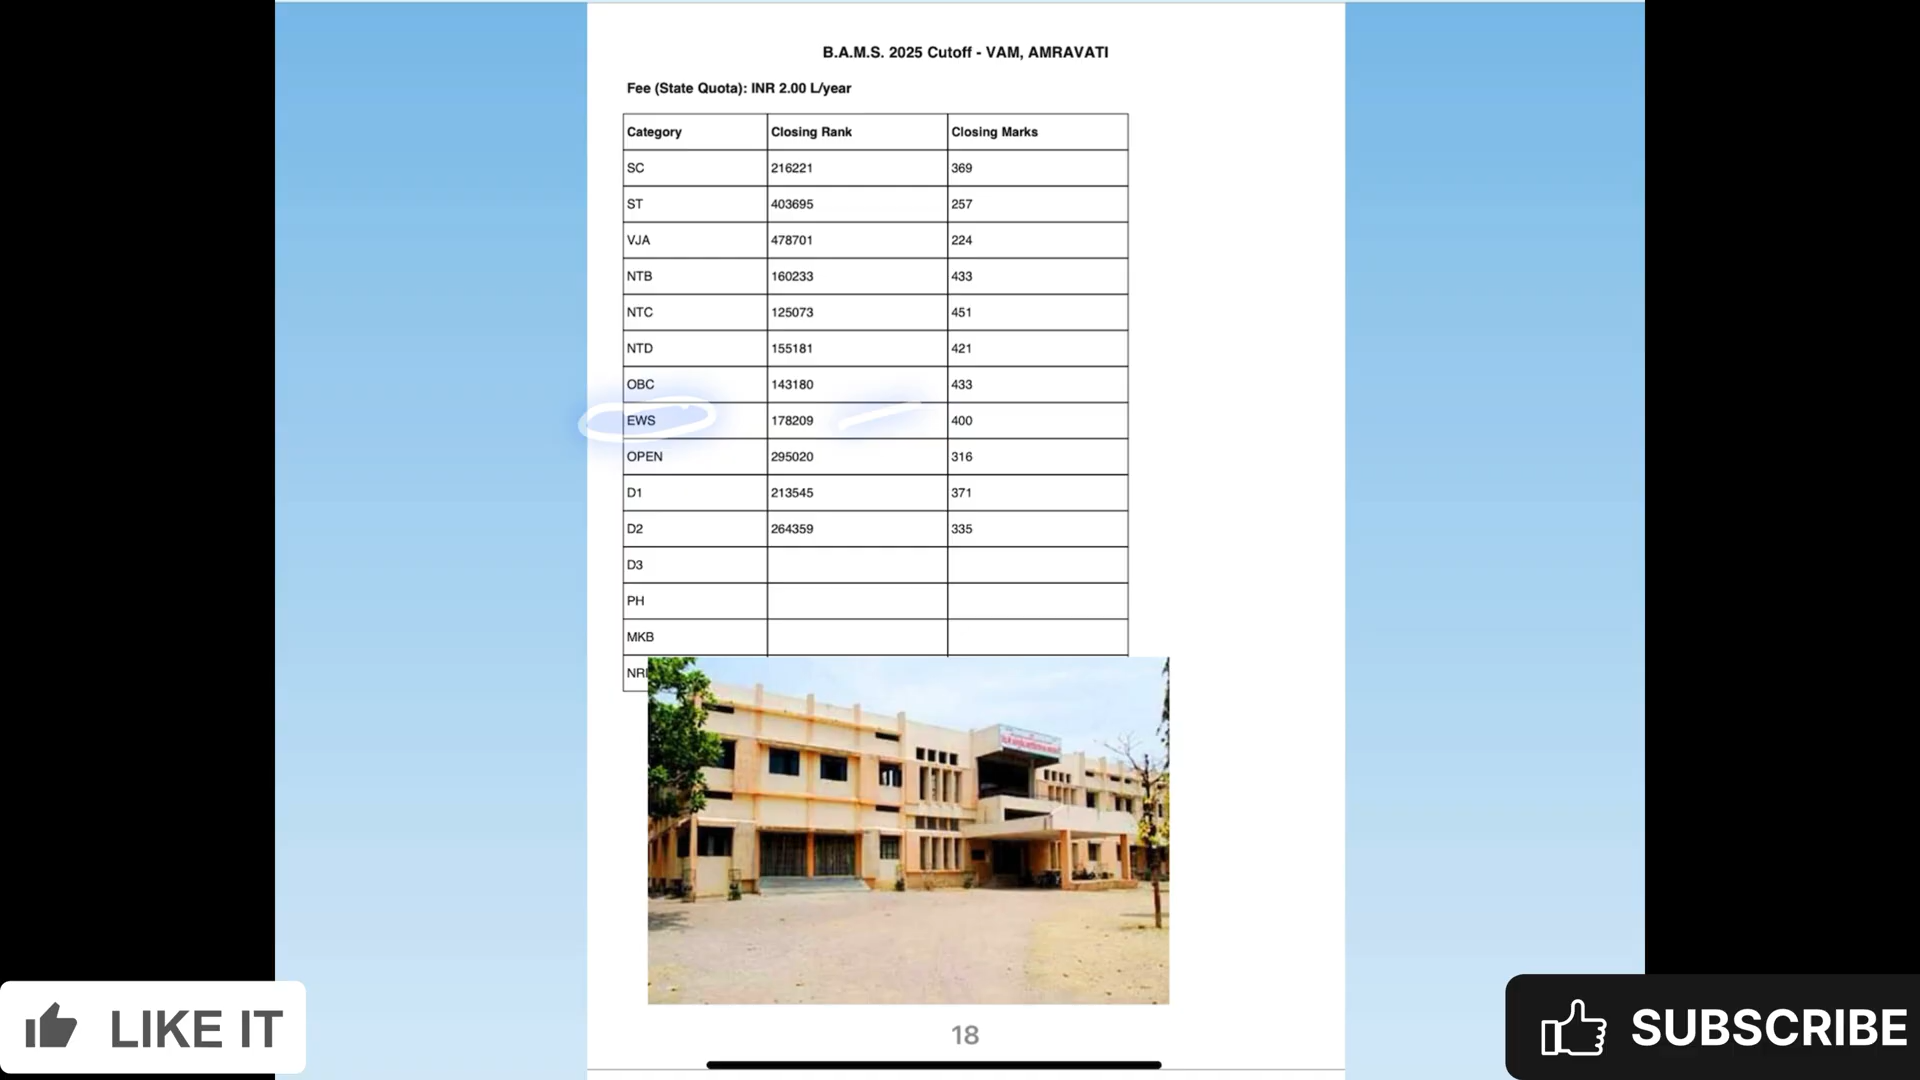 B.A.M.S. 2025 Cutoff - VAM, AMRAVATI
Fee (State Quota): INR 2.00 L/year
Category Closing Rank Closing Marks
SC 216221 369
ST 403695 257
VJA 478701 224
NTB 160233 433
NTC 125073 451
NTD 155181 421
OBC 143180 433
EWS 178209 400
OPEN 295020 316
D1 213545 371
D2 264359 335
D3
PH
MKB
18
LIKE IT
SUBSCRIBE